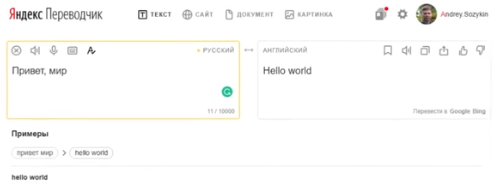 Яндекс Переводчик
ТЕКСТ
САЙТ
ДОКУМЕНТ
КАРТИНКА
Andrey.Sozykin
РУССКИЙ
АНГЛИЙСКИЙ
Привет, мир
Hello world
11 / 10000
Перевести в Google Bing
Примеры
привет мир > hello world
hello world